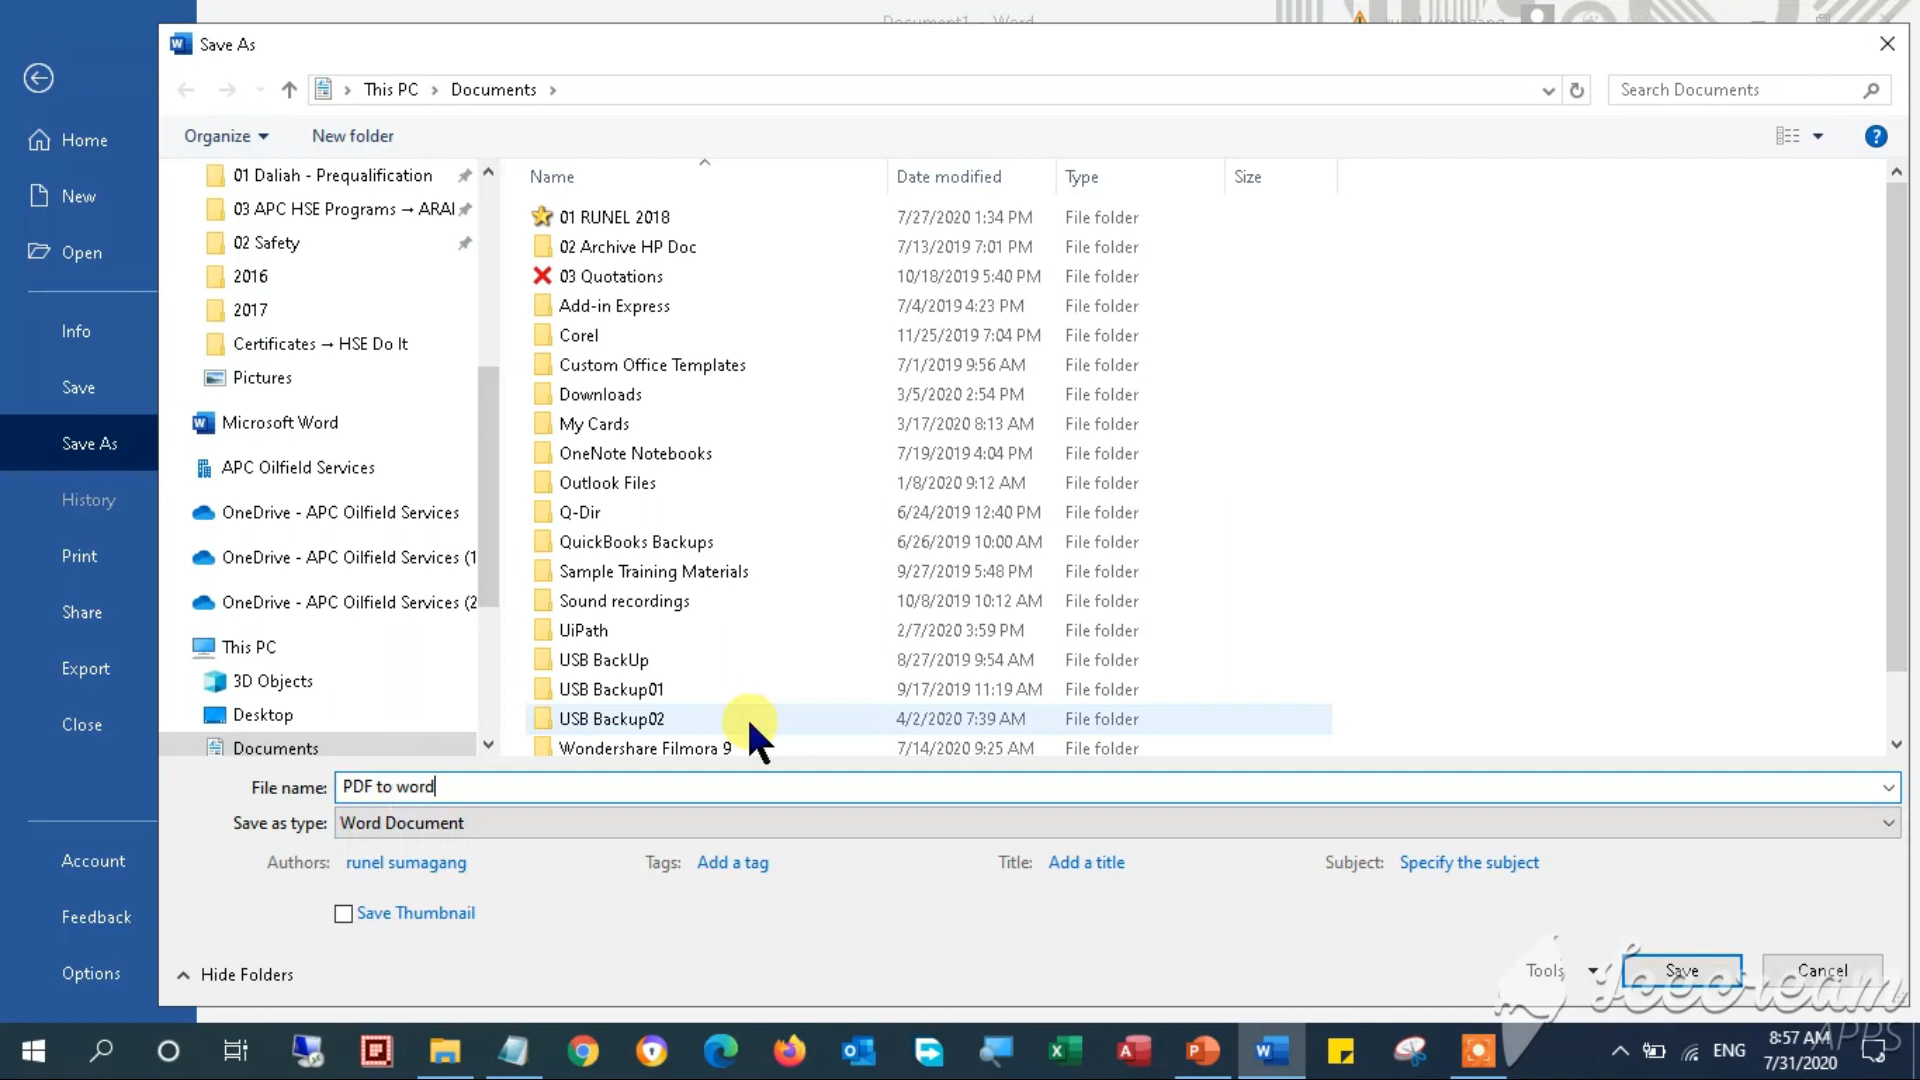 Document1 - Word
runel sumagang
Save As
This PC > Documents >
Search Documents
Organize
New folder
Home
New
Open
Info
Save
Save As
History
Print
Share
Export
Close
Account
Feedback
Options
01 Daliah - Prequalification
03 APC HSE Programs → ARAI
02 Safety
2016
2017
Certificates → HSE Do It
Pictures
Microsoft Word
APC Oilfield Services
OneDrive - APC Oilfield Services
OneDrive - APC Oilfield Services (1
OneDrive - APC Oilfield Services (2
This PC
3D Objects
Desktop
Documents
Name Date modified Type Size
01 RUNEL 2018 7/27/2020 1:34 PM File folder
02 Archive HP Doc 7/13/2019 7:01 PM File folder
03 Quotations 10/18/2019 5:40 PM File folder
Add-in Express 7/4/2019 4:23 PM File folder
Corel 11/25/2019 7:04 PM File folder
Custom Office Templates 7/1/2019 9:56 AM File folder
Downloads 3/5/2020 2:54 PM File folder
My Cards 3/17/2020 8:13 AM File folder
OneNote Notebooks 7/19/2019 4:04 PM File folder
Outlook Files 1/8/2020 9:12 AM File folder
Q-Dir 6/24/2019 12:40 PM File folder
QuickBooks Backups 6/26/2019 10:00 AM File folder
Sample Training Materials 9/27/2019 5:48 PM File folder
Sound recordings 10/8/2019 10:12 AM File folder
UiPath 2/7/2020 3:59 PM File folder
USB BackUp 8/27/2019 9:54 AM File folder
USB Backup01 9/17/2019 11:19 AM File folder
USB Backup02 4/2/2020 7:39 AM File folder
Wondershare Filmora 9 7/14/2020 9:25 AM File folder
File name: PDF to word
Save as type: Word Document
Authors: runel sumagang Tags: Add a tag Title: Add a title Subject: Specify the subject
Save Thumbnail
Hide Folders
Tools Save Cancel
Icecream
APPS
ENG
8:57 AM
7/31/2020